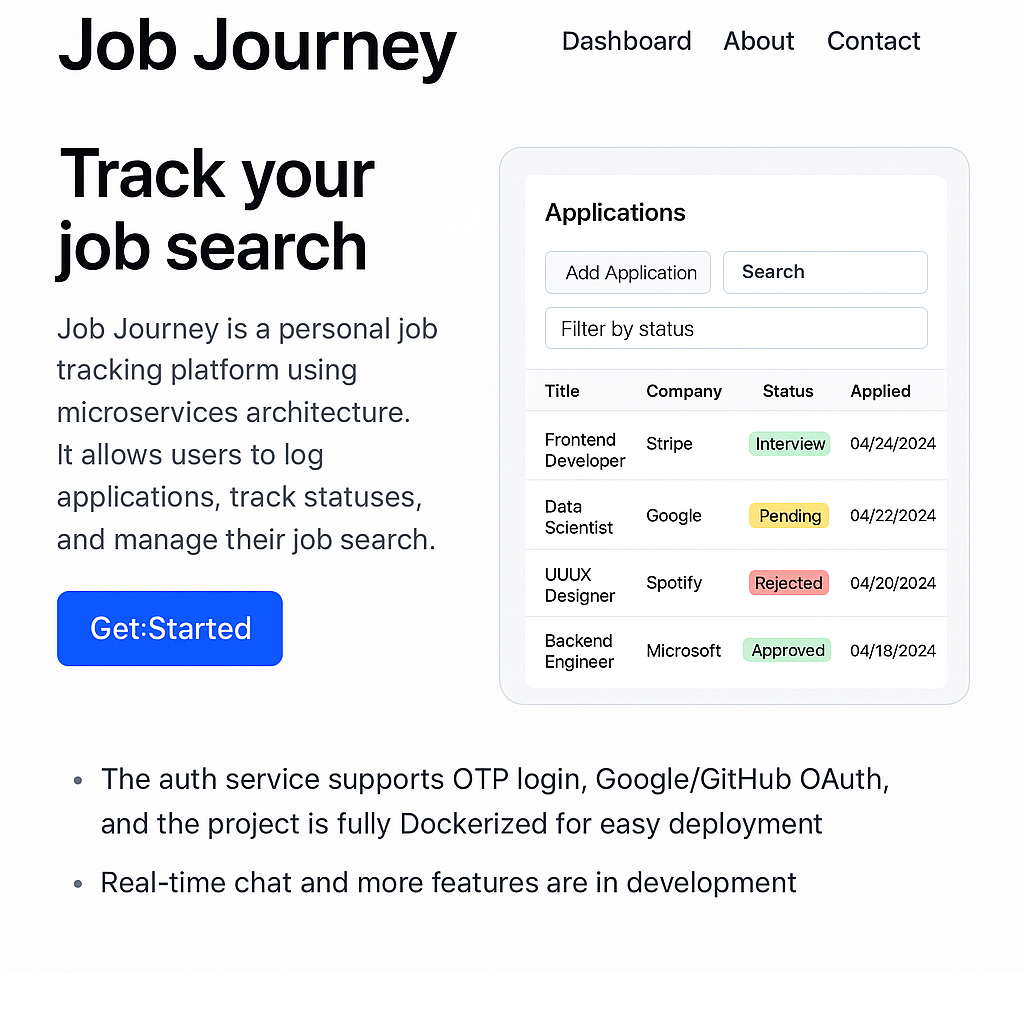 Job Journey
Dashboard About Contact
Track your
job search
Job Journey is a personal job
tracking platform using
microservices architecture.
It allows users to log
applications, track statuses,
and manage their job search.
Get:Started
Applications
Add Application Search
Filter by status
Title Company Status Applied
Frontend
Developer Stripe Interview 04/24/2024
Data
Scientist Google Pending 04/22/2024
UUUX
Designer Spotify Rejected 04/20/2024
Backend
Engineer Microsoft Approved 04/18/2024
• The auth service supports OTP login, Google/GitHub OAuth,
and the project is fully Dockerized for easy deployment
• Real-time chat and more features are in development